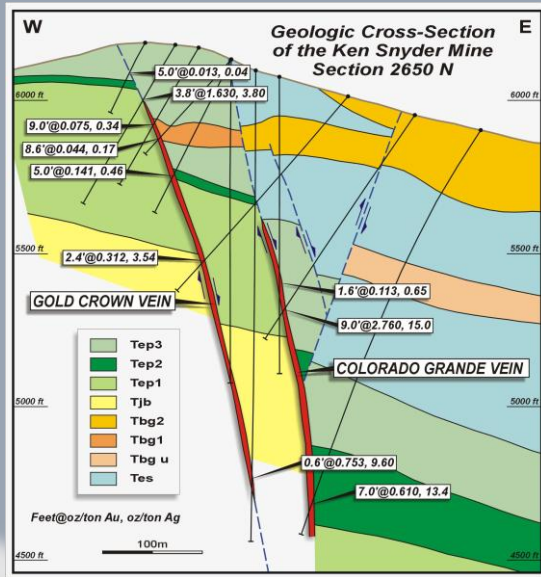 W
Geologic Cross-Section
of the Ken Snyder Mine
Section 2650 N
E
5.0'@0.013, 0.04
3.8'@1.630, 3.80
6000 ft
6000 ft
9.0'@0.075, 0.34
8.6'@0.044, 0.17
5.0'@0.141, 0.46
5500 ft
5500 ft
2.4'@0.312, 3.54
1.6'@0.113, 0.65
GOLD CROWN VEIN
9.0'@2.760, 15.0
Tep3
Tep2
COLORADO GRANDE VEIN
Tep1
Tjb
5000 ft
5000 ft
Tbg2
Tbg1
Tbg u
0.6'@0.753, 9.60
Tes
7.0'@0.610, 13.4
Feet@oz/ton Au, oz/ton Ag
100m
4500 ft
4500 ft